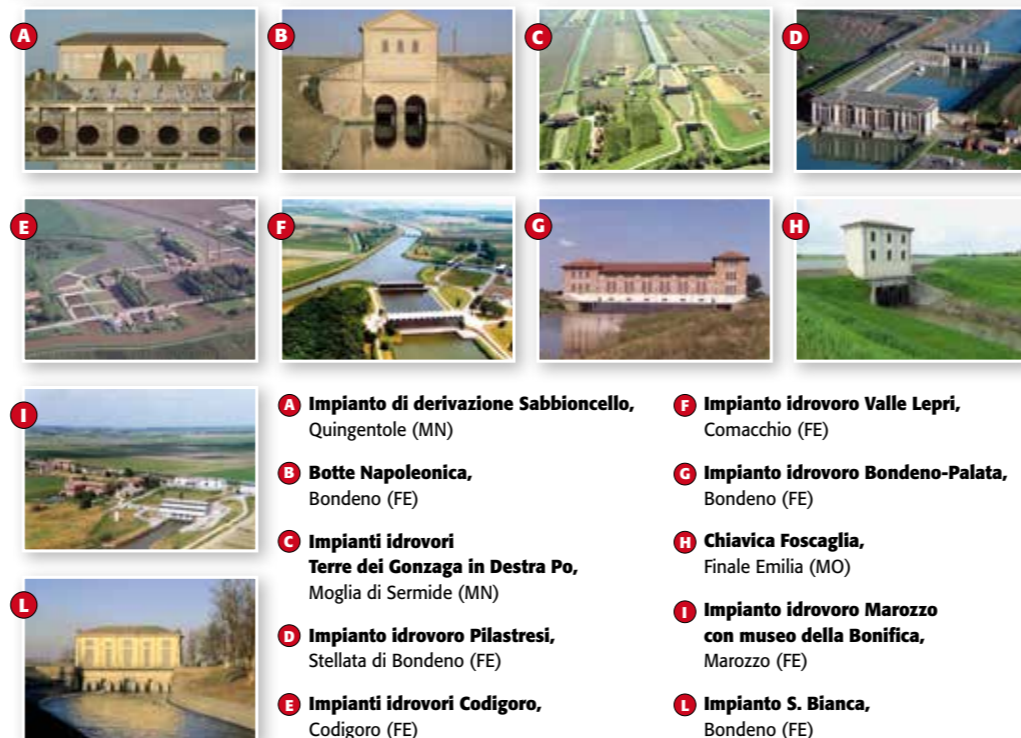 A
B
C
D
E
F
G
H
I
L
A Impianto di derivazione Sabbioncello,
Quingentole (MN)
B Botte Napoleonica,
Bondeno (FE)
C Impianti idrovori
Terre dei Gonzaga in Destra Po,
Moglia di Sermide (MN)
D Impianto idrovoro Pilastresi,
Stellata di Bondeno (FE)
E Impianti idrovori Codigoro,
Codigoro (FE)
F Impianto idrovoro Valle Lepri,
Comacchio (FE)
G Impianto idrovoro Bondeno-Palata,
Bondeno (FE)
H Chiavica Foscaglia,
Finale Emilia (MO)
I Impianto idrovoro Marozzo
con museo della Bonifica,
Marozzo (FE)
L Impianto S. Bianca,
Bondeno (FE)